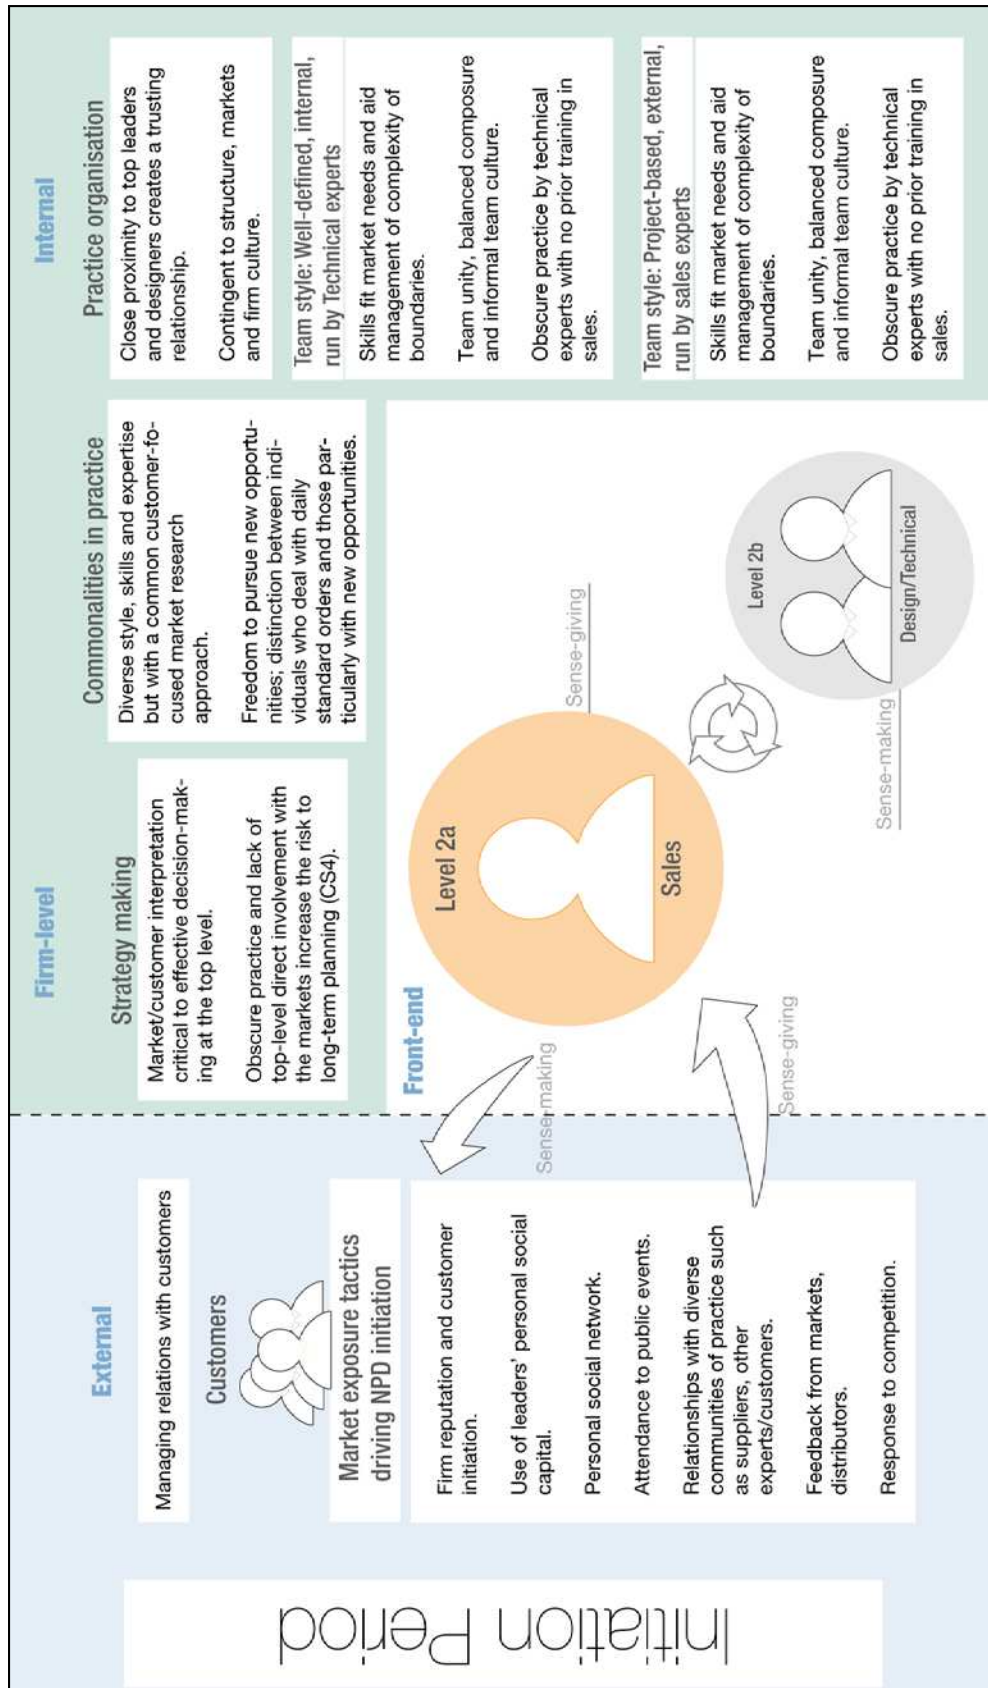 Initiation Period
External
Managing relations with customers
Customers
Market exposure tactics
driving NPD initiation
Firm reputation and customer
initiation.
Use of leaders' personal social
capital.
Personal social network.
Attendance to public events.
Relationships with diverse
communities of practice such
as suppliers, other
experts/customers.
Feedback from markets,
distributors.
Response to competition.
Sense-making
Sense-giving
Firm-level
Strategy making
Market/customer interpretation
critical to effective decision-mak-
ing at the top level.
Obscure practice and lack of
top-level direct involvement with
the markets increase the risk to
long-term planning (CS4).
Commonalities in practice
Diverse style, skills and expertise
but with a common customer-fo-
cused market research
approach.
Freedom to pursue new opportu-
nities; distinction between indi-
viduals who deal with daily
standard orders and those par-
ticularly with new opportunities.
Front-end
Level 2a
Sales
Sense-giving
Sense-making
Level 2b
Design/Technical
Internal
Practice organisation
Close proximity to top leaders
and designers creates a trusting
relationship.
Contingent to structure, markets
and firm culture.
Team style: Well-defined, internal,
run by Technical experts
Skills fit market needs and aid
management of complexity of
boundaries.
Team unity, balanced composure
and informal team culture.
Obscure practice by technical
experts with no prior training in
sales.
Team style: Project-based, external,
run by sales experts
Skills fit market needs and aid
management of complexity of
boundaries.
Team unity, balanced composure
and informal team culture.
Obscure practice by technical
experts with no prior training in
sales.